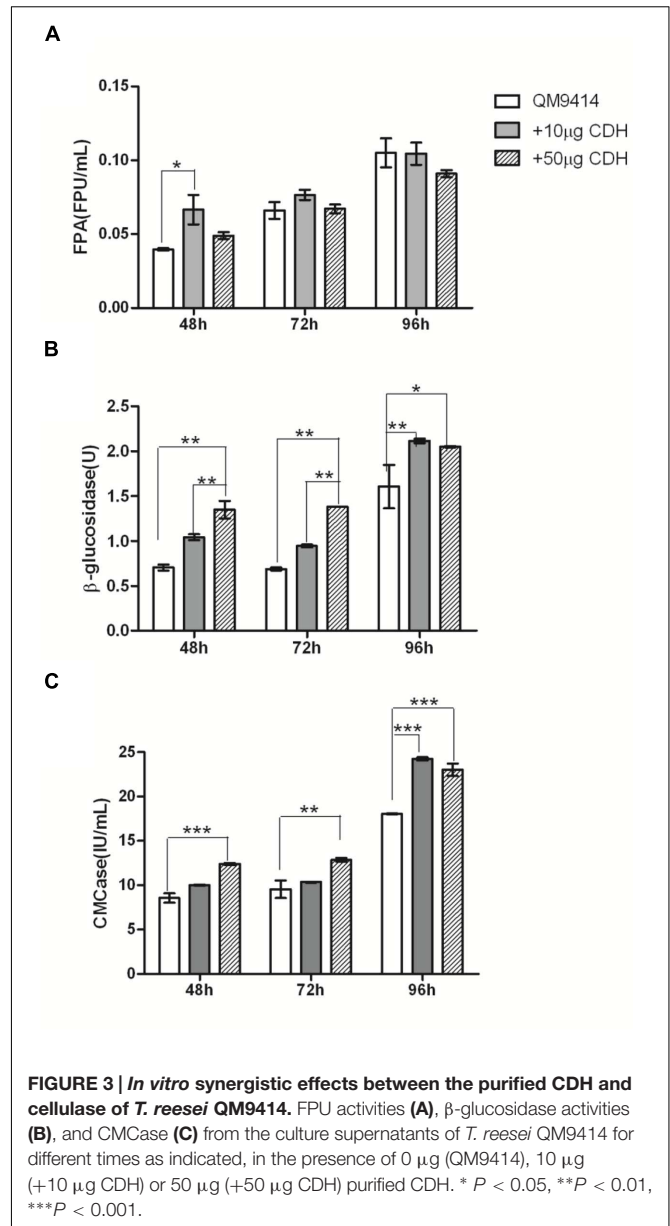 A
FPA(FPU/mL)
0.15
0.10
0.05
0.00
*
48h
72h
96h
QM9414
+10µg CDH
+50µg CDH
B
β-glucosidase(U)
2.5
2.0
1.5
1.0
0.5
0.0
**
**
**
**
*
**
48h
72h
96h
C
CMCase(IU/mL)
25
20
15
10
5
0
***
**
***
***
48h
72h
96h
FIGURE 3 | In vitro synergistic effects between the purified CDH and
cellulase of T. reesei QM9414. FPU activities (A), β-glucosidase activities
(B), and CMCase (C) from the culture supernatants of T. reesei QM9414 for
different times as indicated, in the presence of 0 µg (QM9414), 10 µg
(+10 µg CDH) or 50 µg (+50 µg CDH) purified CDH. * P < 0.05, **P < 0.01,
***P < 0.001.